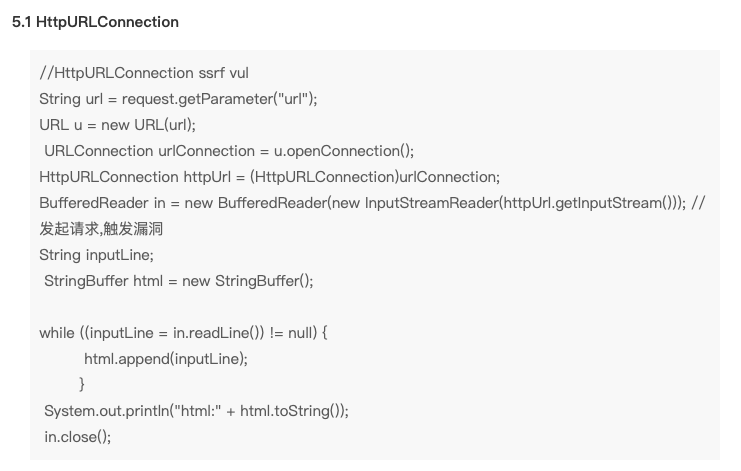 5.1 HttpURLConnection
//HttpURLConnection ssrf vul
String url = request.getParameter("url");
URL u = new URL(url);
URLConnection urlConnection = u.openConnection();
HttpURLConnection httpUrl = (HttpURLConnection)urlConnection;
BufferedReader in = new BufferedReader(new InputStreamReader(httpUrl.getInputStream())); //
发起请求,触发漏洞
String inputLine;
StringBuffer html = new StringBuffer();
while ((inputLine = in.readLine()) != null) {
html.append(inputLine);
}
System.out.println("html:" + html.toString());
in.close();